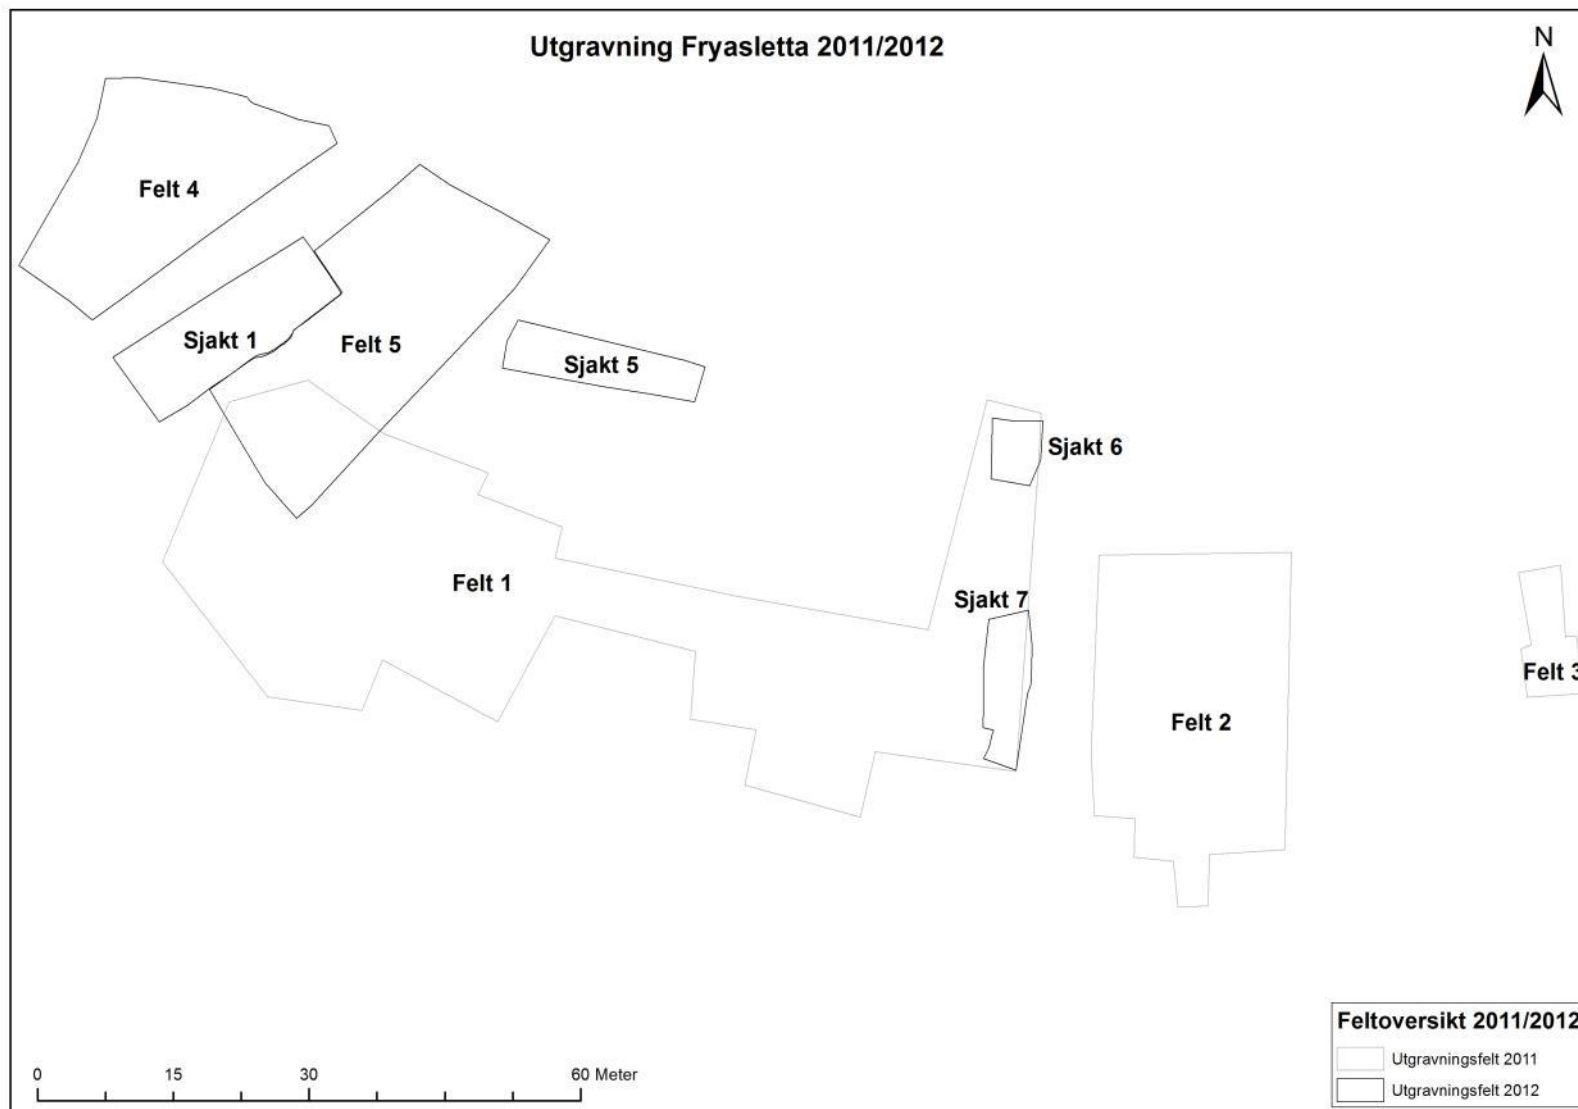 Utgravning Fryasletta 2011/2012
N
Felt 4
Sjakt 1
Felt 5
Sjakt 5
Sjakt 6
Felt 1
Sjakt 7
Felt 3
Felt 2
Feltoversikt 2011/2012
Utgravningsfelt 2011
Utgravningsfelt 2012
0 15 30 60 Meter